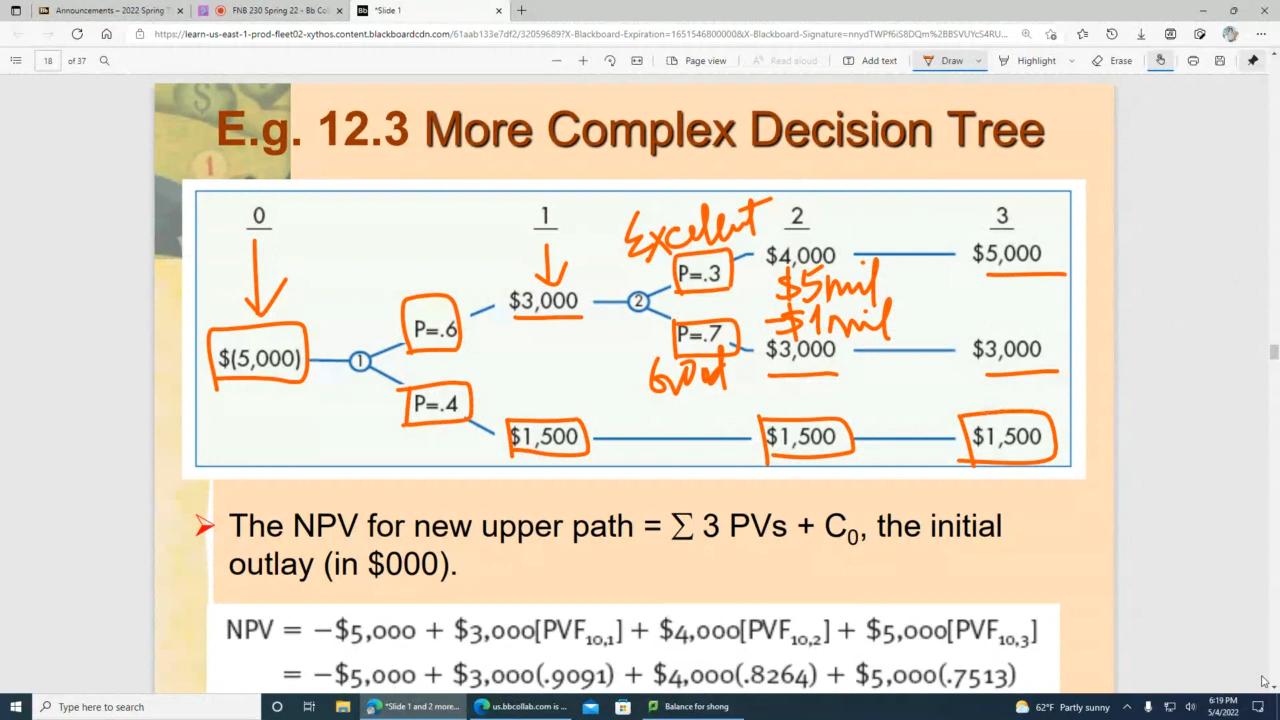 Announcements – 2022 Spring T
FNB 230 Spring 22 – Bb Col
*Slide 1
https://learn-us-east-1-prod-fleet02-xythos.content.blackboardcdn.com/61aab133e7df2/32059689?X-Blackboard-Expiration=1651546800000&X-Blackboard-Signature=nnydTWPf6iS8DQm%2BBSVUyS4RU...
18 of 37
Page view
Read aloud
Add text
Draw
Highlight
Erase
E.g. 12.3 More Complex Decision Tree
0 1 2 3
Excellent
P=.3 $4,000 $5,000
$5mil
$3,000 2
-$1mil
P=.6 P=.7 $3,000 $3,000
$(5,000) 1
Good
P=.4
$1,500 $1,500 $1,500
The NPV for new upper path = ∑ 3 PVs + C0, the initial
outlay (in $000).
NPV = −$5,000 + $3,000[PVF10,1] + $4,000[PVF10,2] + $5,000[PVF10,3]
= −$5,000 + $3,000(.9091) + $4,000(.8264) + $5,000(.7513)
Type here to search
*Slide 1 and 2 more...
us.bbcollab.com is ...
Balance for shong
62°F Partly sunny
6:19 PM
5/4/2022